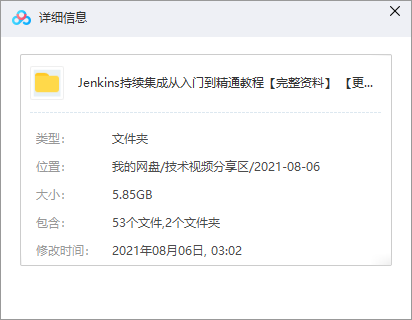 详细信息
Jenkins持续集成从入门到精通教程【完整资料】 【更...
类型： 文件夹
位置： 我的网盘/技术视频分享区/2021-08-06
大小： 5.85GB
包含： 53个文件,2个文件夹
修改时间： 2021年08月06日, 03:02